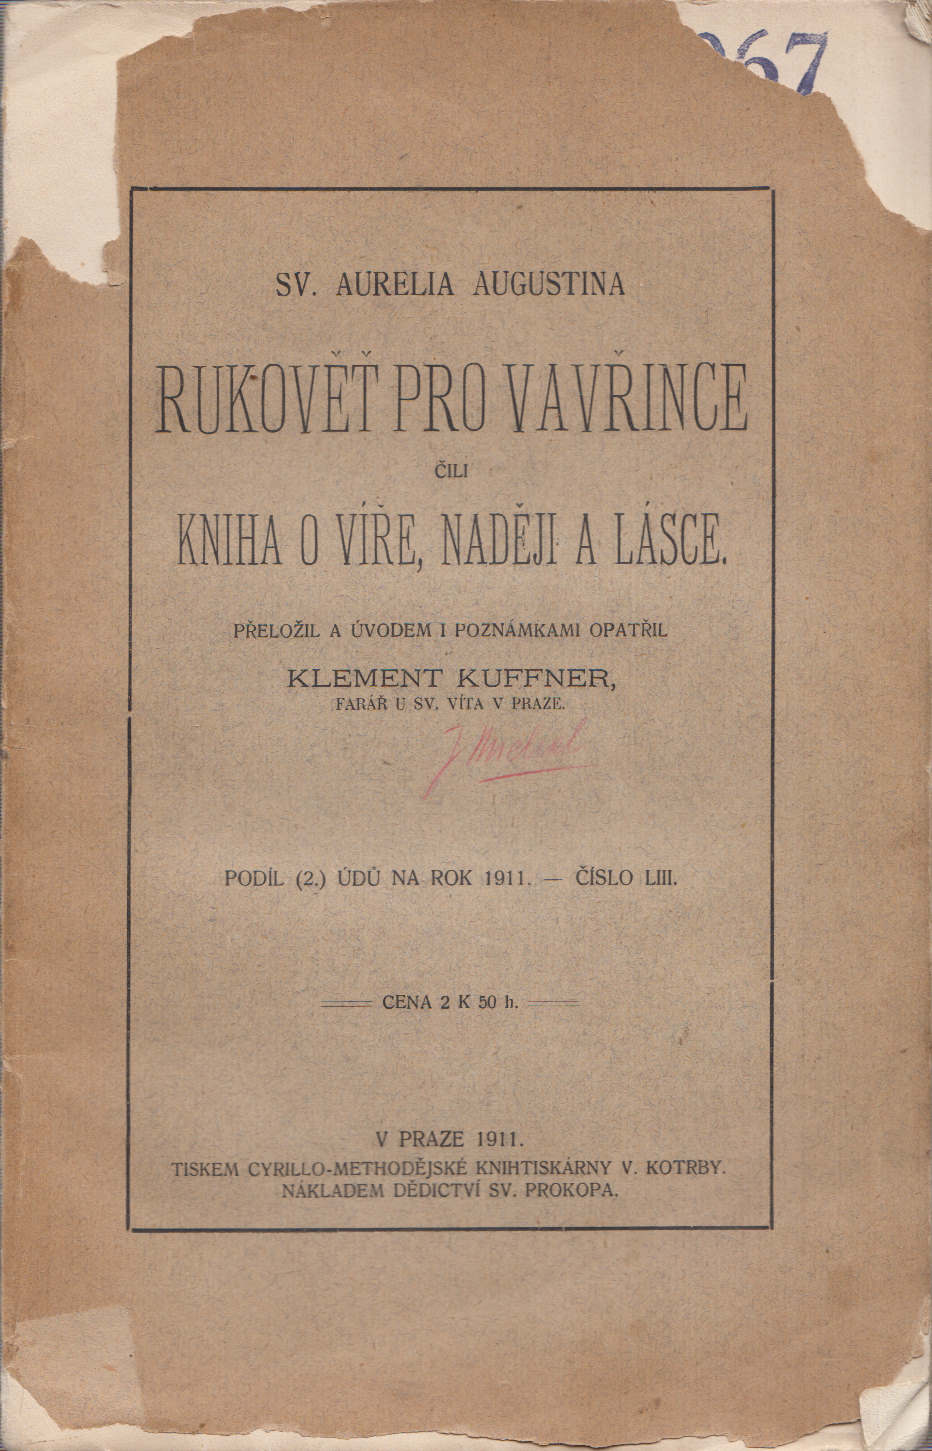 67
SV. AURELIA AUGUSTINA
RUKOVĚŤ PRO VAVŘINCE
ČILI
KNIHA O VÍŘE, NADĚJI A LÁSCE.
PŘELOŽIL A ÚVODEM I POZNÁMKAMI OPATŘIL
KLEMENT KUFFNER,
FARÁŘ U SV. VÍTA V PRAZE.
PODÍL (2.) ÚDŮ NA ROK 1911. — ČÍSLO LIII.
CENA 2 K 50 h.
V PRAZE 1911.
TISKEM CYRILLO-METHODĚJSKÉ KNIHTISKÁRNY V. KOTRBY.
NÁKLADEM DĚDICTVÍ SV. PROKOPA.